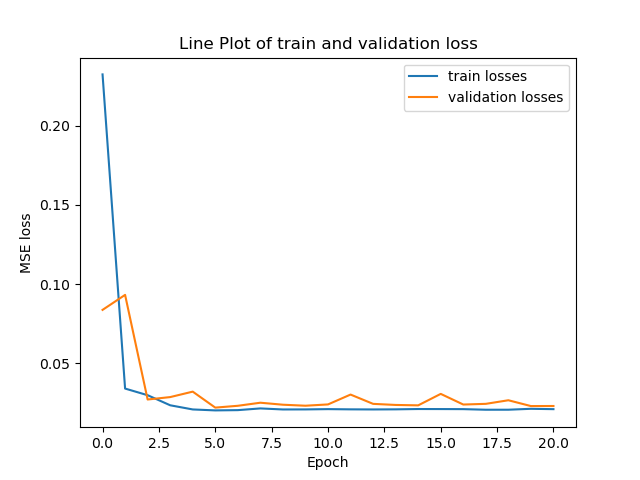 Line Plot of train and validation loss
train losses
validation losses
MSE loss
0.20
0.15
0.10
0.05
0.0 2.5 5.0 7.5 10.0 12.5 15.0 17.5 20.0
Epoch